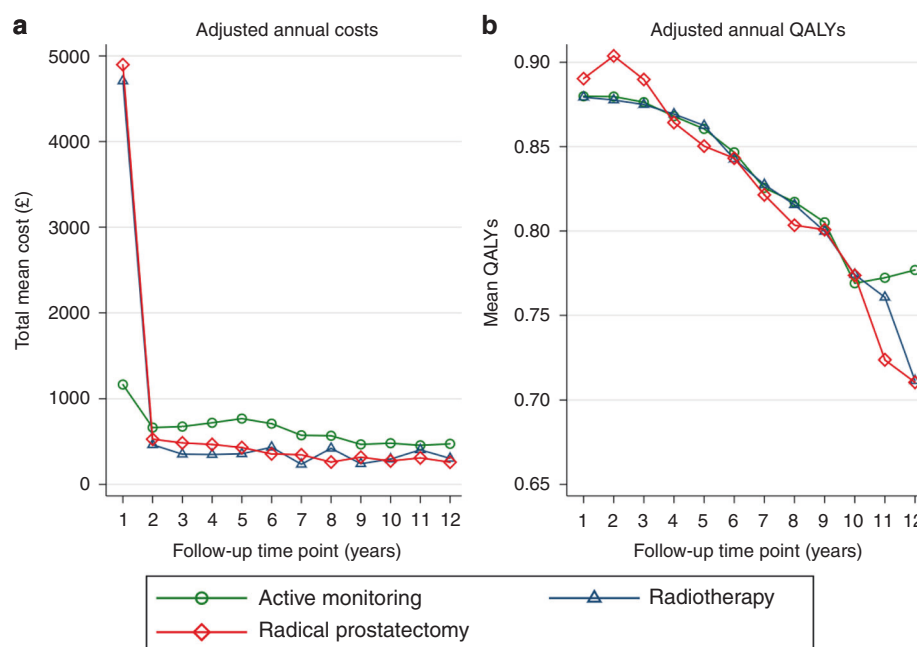 a
Adjusted annual costs
5000
4000
3000
2000
1000
0
Total mean cost (£)
1 2 3 4 5 6 7 8 9 10 11 12
Follow-up time point (years)
b
Adjusted annual QALYs
0.90
0.85
0.80
0.75
0.70
0.65
Mean QALYs
1 2 3 4 5 6 7 8 9 10 11 12
Follow-up time point (years)
Active monitoring
Radiotherapy
Radical prostatectomy